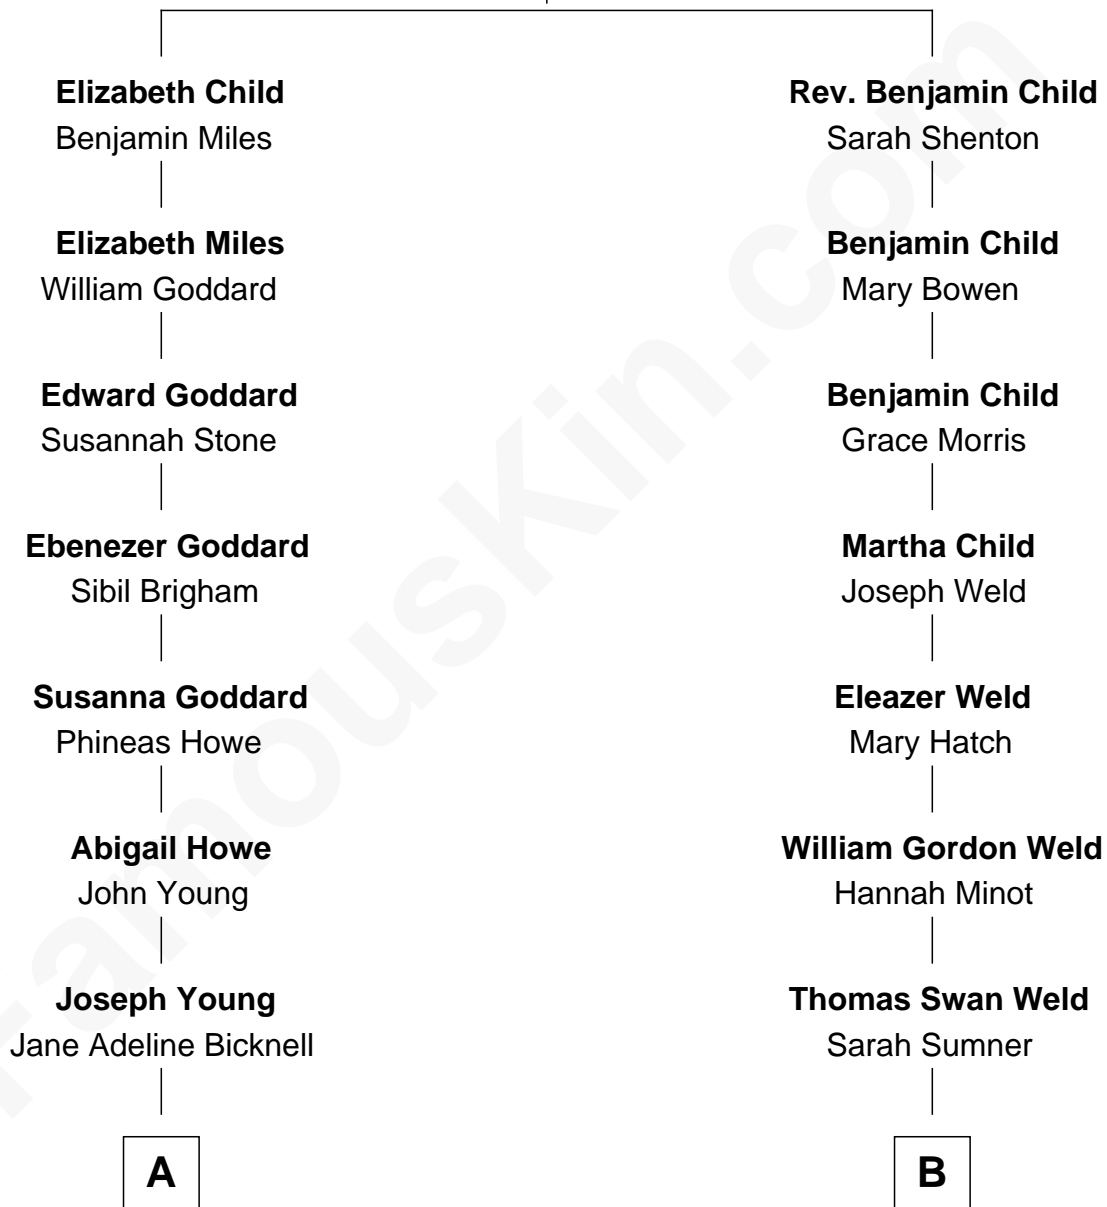 Elizabeth Child
Benjamin Miles
Elizabeth Miles
William Goddard
Edward Goddard
Susannah Stone
Ebenezer Goddard
Sibil Brigham
Susanna Goddard
Phineas Howe
Abigail Howe
John Young
Joseph Young
Jane Adeline Bicknell
A
Rev. Benjamin Child
Sarah Shenton
Benjamin Child
Mary Bowen
Benjamin Child
Grace Morris
Martha Child
Joseph Weld
Eleazer Weld
Mary Hatch
William Gordon Weld
Hannah Minot
Thomas Swan Weld
Sarah Sumner
B
FamousKin.com